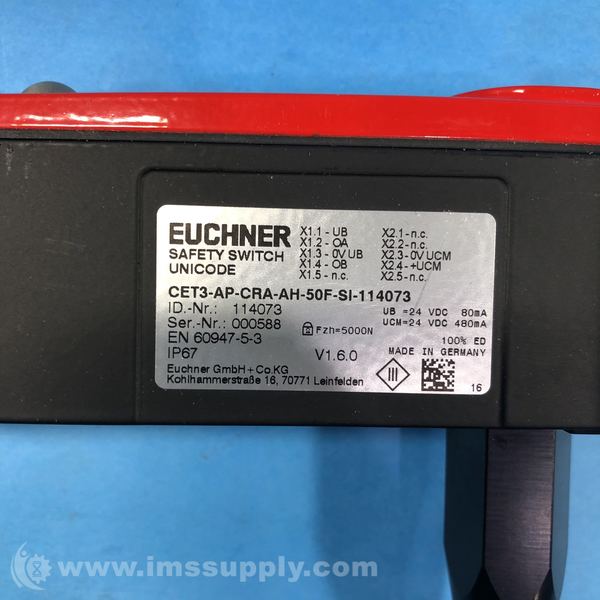 EUCHNER
SAFETY SWITCH
UNICODE
X1.1 - UB
X1.2 - OA
X1.3 - 0V UB
X1.4 - OB
X1.5 - n.c.
X2.1 - n.c.
X2.2 - n.c.
X2.3 - 0V UCM
X2.4 - +UCM
X2.5 - n.c.
CET3-AP-CRA-AH-50F-SI-114073
ID.-Nr.: 114073
Ser.-Nr.: 000588
EN 60947-5-3
IP67
Fzh=5000N
V1.6.0
UB =24 VDC 80mA
UCM=24 VDC 480mA
100% ED
MADE IN GERMANY
Euchner GmbH+Co.KG
Kohlhammerstraße 16, 70771 Leinfelden
III
16
www.imssupply.com